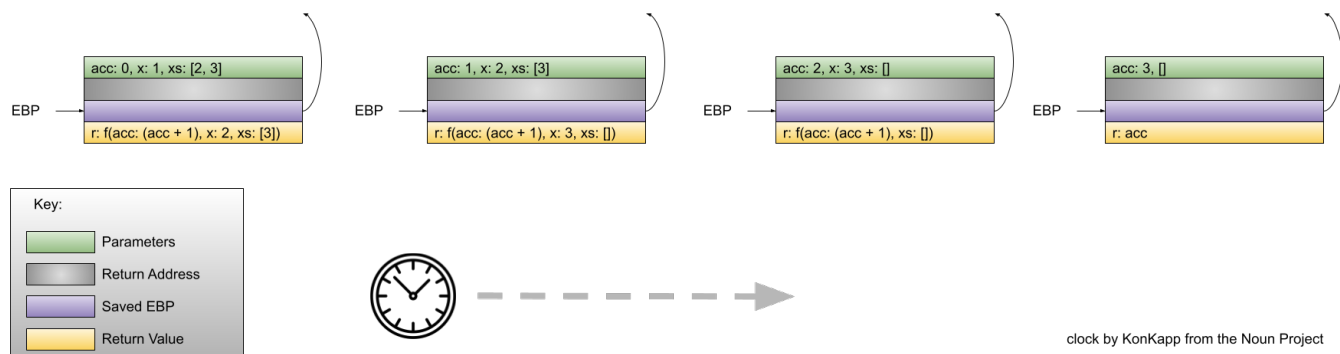 acc: 0, x: 1, xs: [2, 3]
EBP
r: f(acc: (acc + 1), x: 2, xs: [3])
acc: 1, x: 2, xs: [3]
EBP
r: f(acc: (acc + 1), x: 3, xs: [])
acc: 2, x: 3, xs: []
EBP
r: f(acc: (acc + 1), xs: [])
acc: 3, []
EBP
r: acc
Key:
Parameters
Return Address
Saved EBP
Return Value
clock by KonKapp from the Noun Project